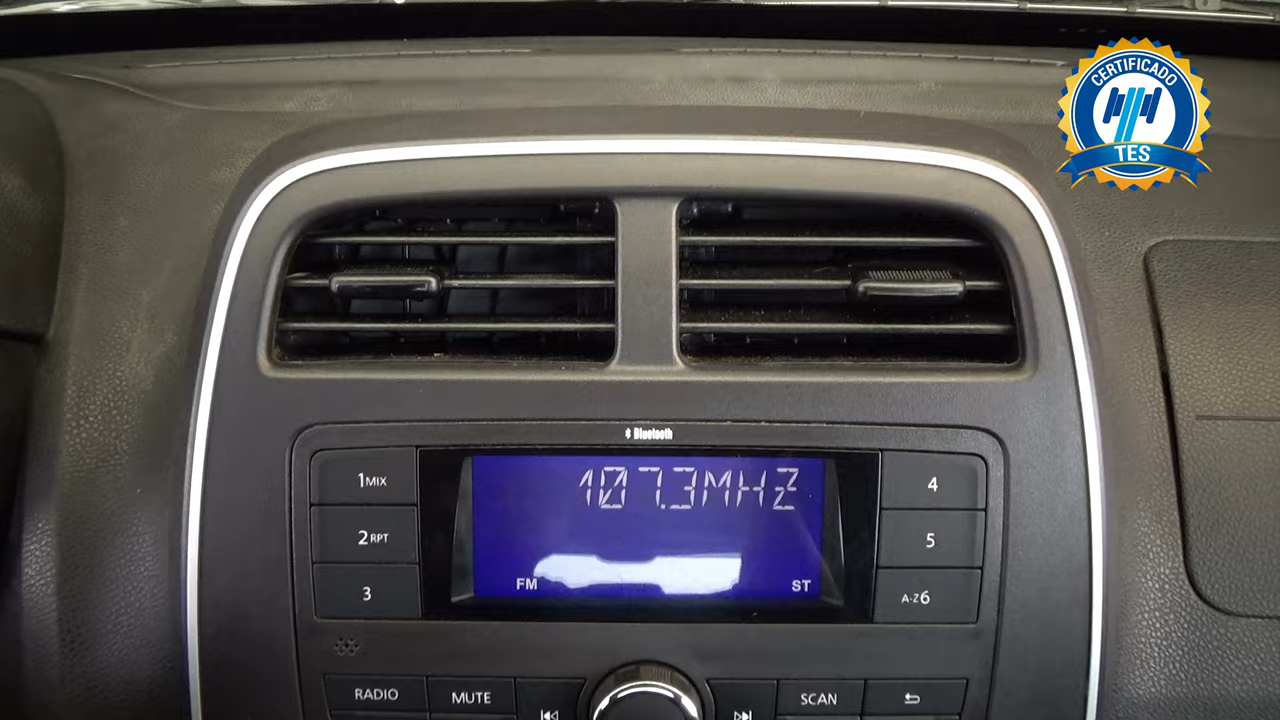 CERTIFICADO
TES
Bluetooth
1MIX
107.3MHZ
4
2RPT
5
3
FM
ST
A-Z6
RADIO
MUTE
SCAN